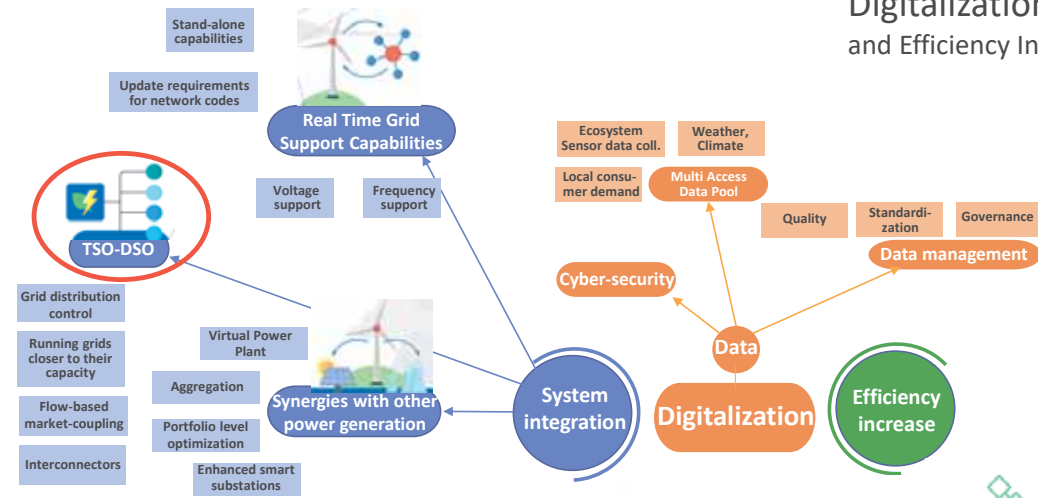 Digitalization
and Efficiency In
Stand-alone
capabilities
Update requirements
for network codes
Real Time Grid
Support Capabilities
Voltage
support
Frequency
support
TSO-DSO
Grid distribution
control
Running grids
closer to their
capacity
Flow-based
market-coupling
Interconnectors
Virtual Power
Plant
Aggregation
Portfolio level
optimization
Enhanced smart
substations
Synergies with other
power generation
System
integration
Ecosystem
Sensor data coll.
Weather,
Climate
Local consu-
mer demand
Multi Access
Data Pool
Quality
Standardi-
zation
Governance
Data management
Cyber-security
Data
Digitalization
Efficiency
increase